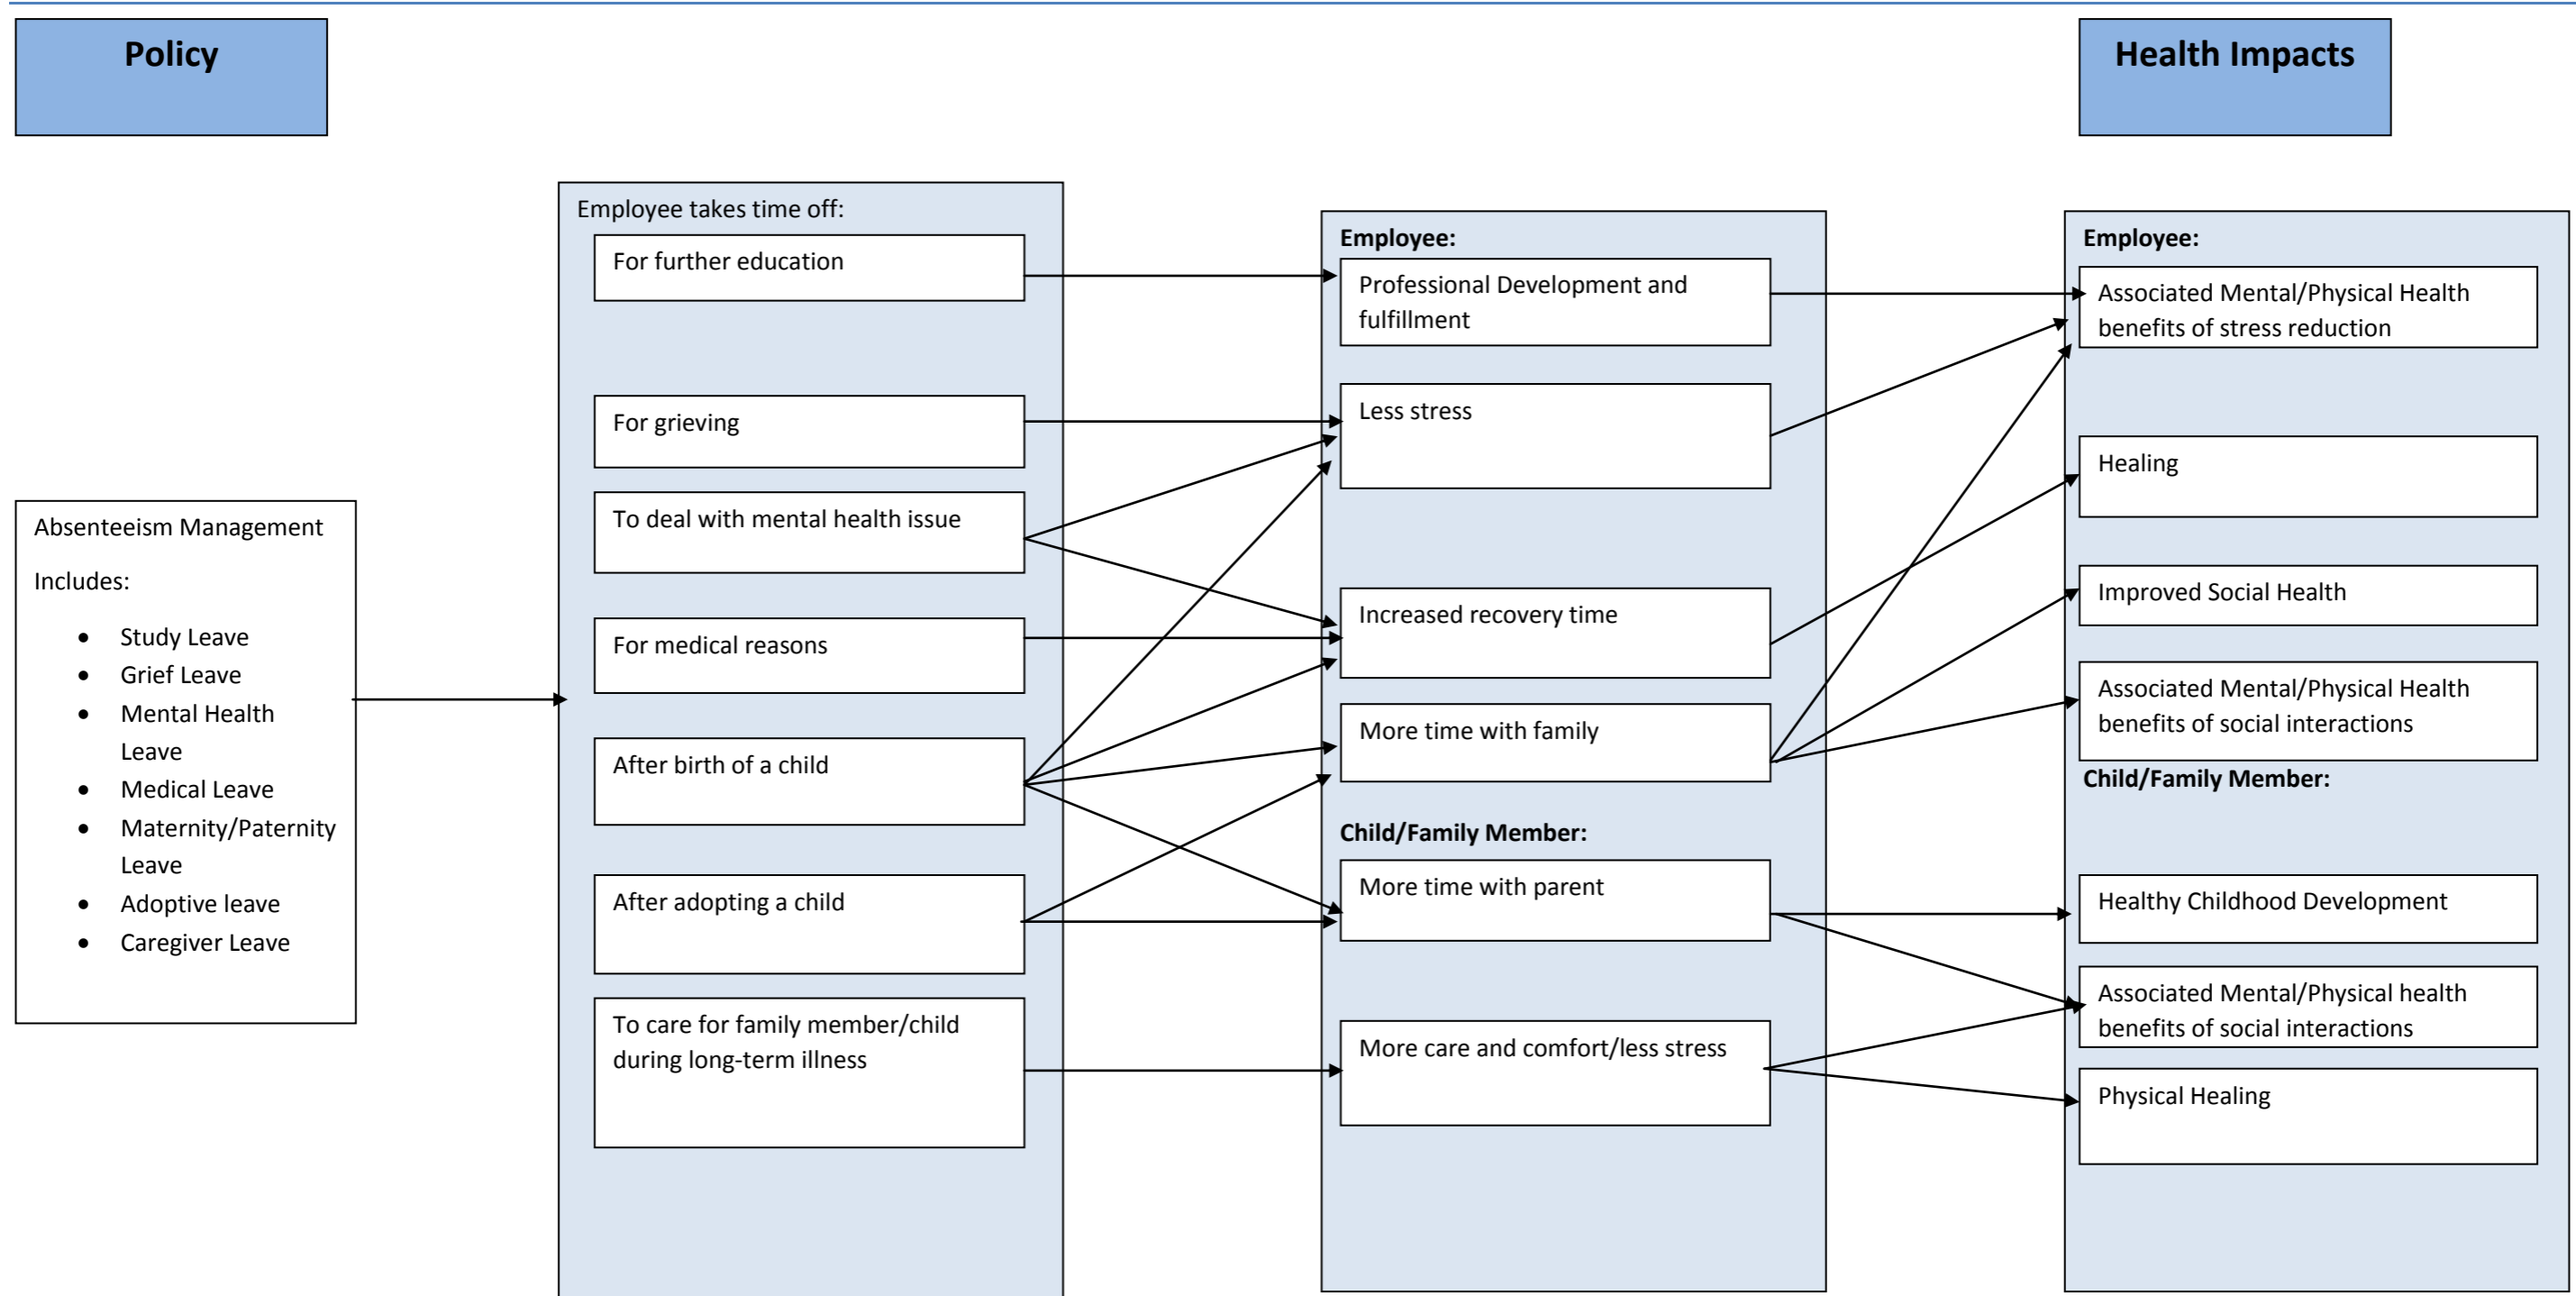 Policy
Health Impacts
Absenteeism Management
Includes:
• Study Leave
• Grief Leave
• Mental Health
Leave
• Medical Leave
• Maternity/Paternity
Leave
• Adoptive leave
• Caregiver Leave
Employee takes time off:
For further education
For grieving
To deal with mental health issue
For medical reasons
After birth of a child
After adopting a child
To care for family member/child
during long-term illness
Employee:
Professional Development and
fulfillment
Less stress
Increased recovery time
More time with family
Child/Family Member:
More time with parent
More care and comfort/less stress
Employee:
Associated Mental/Physical Health
benefits of stress reduction
Healing
Improved Social Health
Associated Mental/Physical Health
benefits of social interactions
Child/Family Member:
Healthy Childhood Development
Associated Mental/Physical health
benefits of social interactions
Physical Healing